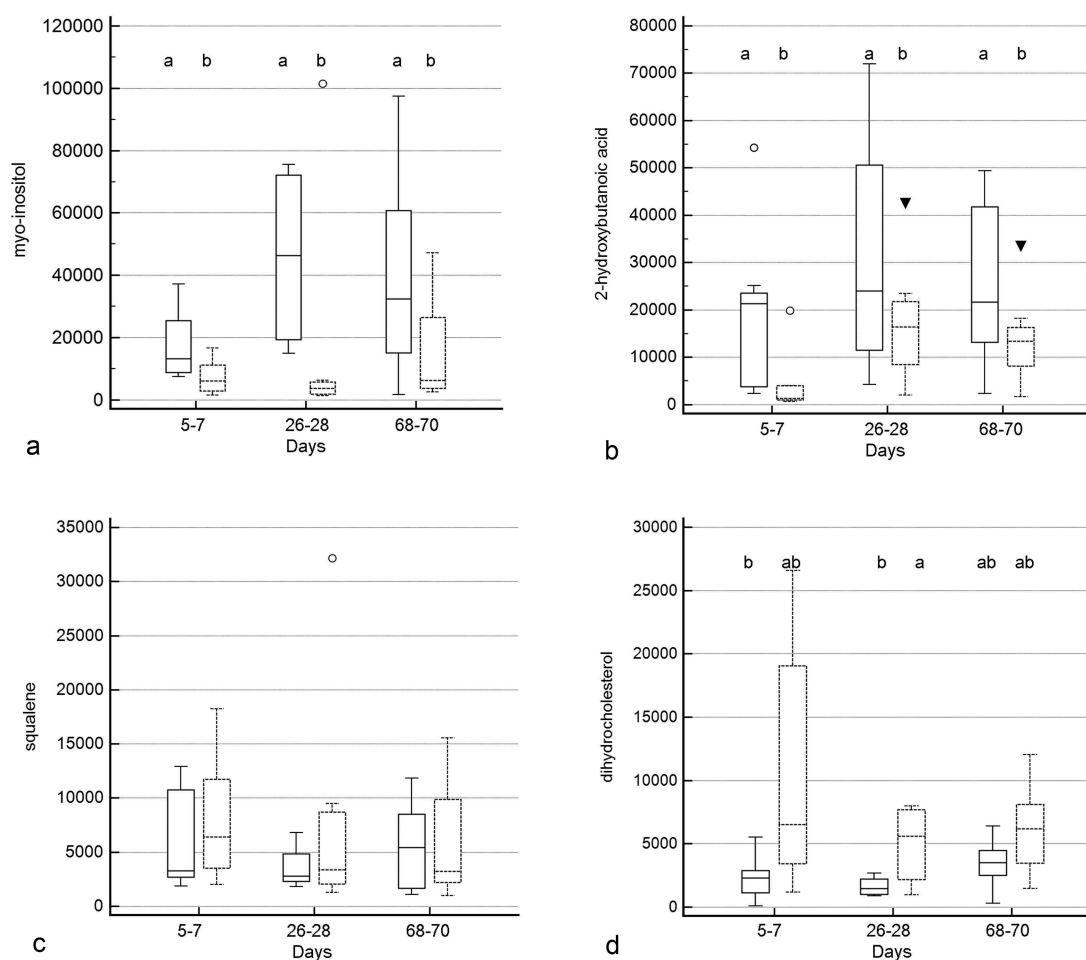 myo-inositol
120000
100000
80000
60000
40000
20000
0
a b a b a b
5-7 26-28 68-70
Days
a
2-hydroxybutanoic acid
80000
70000
60000
50000
40000
30000
20000
10000
0
a b a b a b
5-7 26-28 68-70
Days
b
squalene
35000
30000
25000
20000
15000
10000
5000
0
5-7 26-28 68-70
Days
c
dihydrocholesterol
30000
25000
20000
15000
10000
5000
0
b ab b a ab ab
5-7 26-28 68-70
Days
d